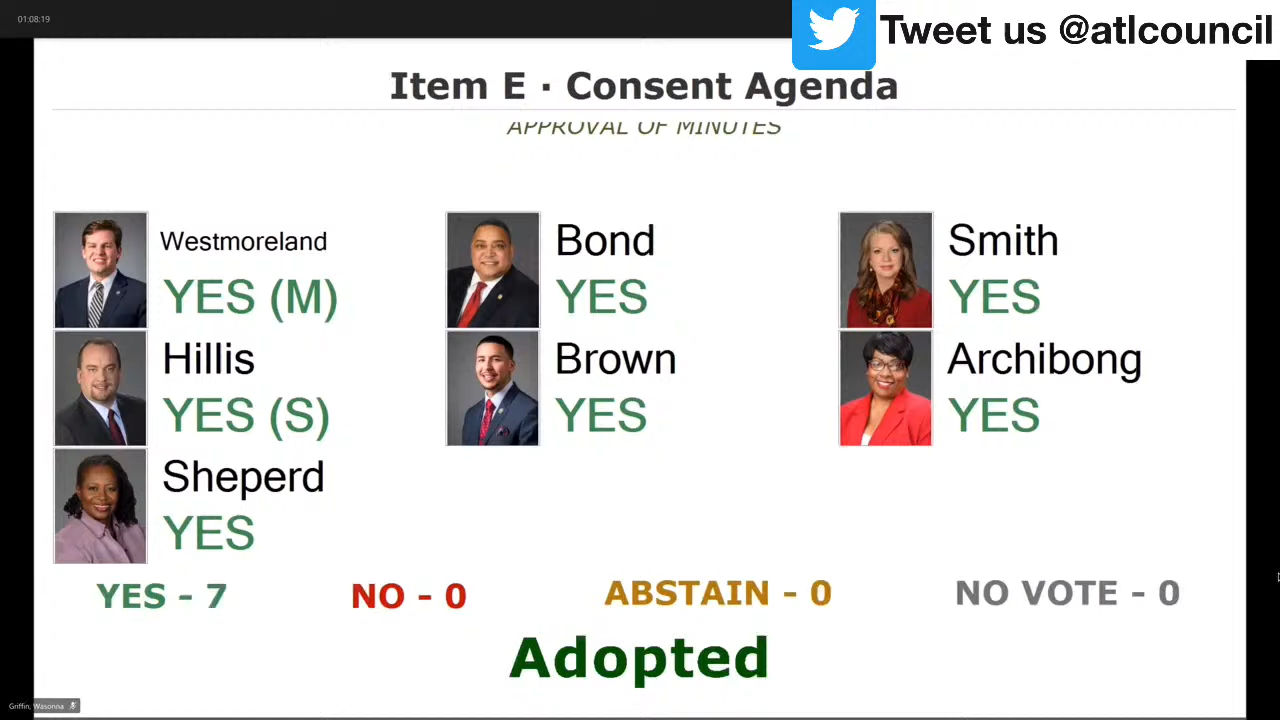 01:08:19
Tweet us @atlcouncil
Item E · Consent Agenda
APPROVAL OF MINUTES
Westmoreland
YES (M)
Bond
YES
Smith
YES
Hillis
YES (S)
Brown
YES
Archibong
YES
Sheperd
YES
YES - 7
NO - 0
ABSTAIN - 0
NO VOTE - 0
Adopted
Griffin, Wasonna